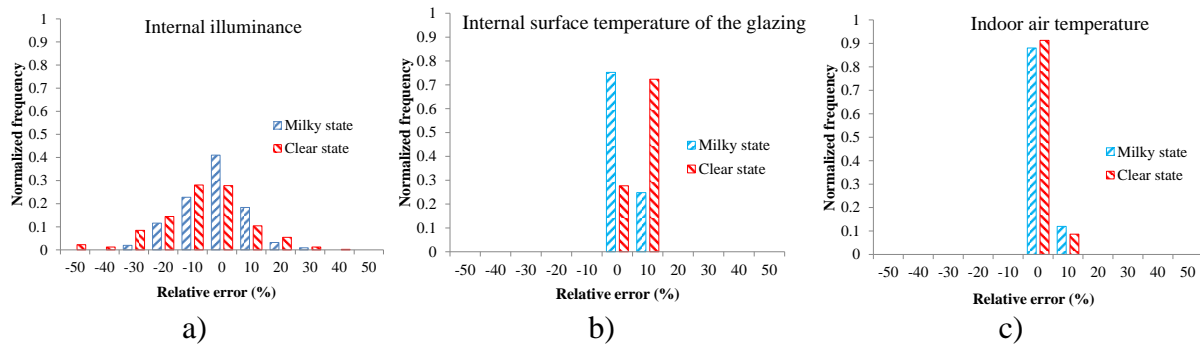 Internal illuminance
Normalized frequency
1
0.9
0.8
0.7
0.6
0.5
0.4
0.3
0.2
0.1
0
Milky state
Clear state
-50 -40 -30 -20 -10 0 10 20 30 40 50
Relative error (%)
a)
Internal surface temperature of the glazing
Normalized frequency
1
0.9
0.8
0.7
0.6
0.5
0.4
0.3
0.2
0.1
0
Milky state
Clear state
-50 -40 -30 -20 -10 0 10 20 30 40 50
Relative error (%)
b)
Indoor air temperature
Normalized frequency
1
0.9
0.8
0.7
0.6
0.5
0.4
0.3
0.2
0.1
0
Milky state
Clear state
-50 -40 -30 -20 -10 0 10 20 30 40 50
Relative error (%)
c)